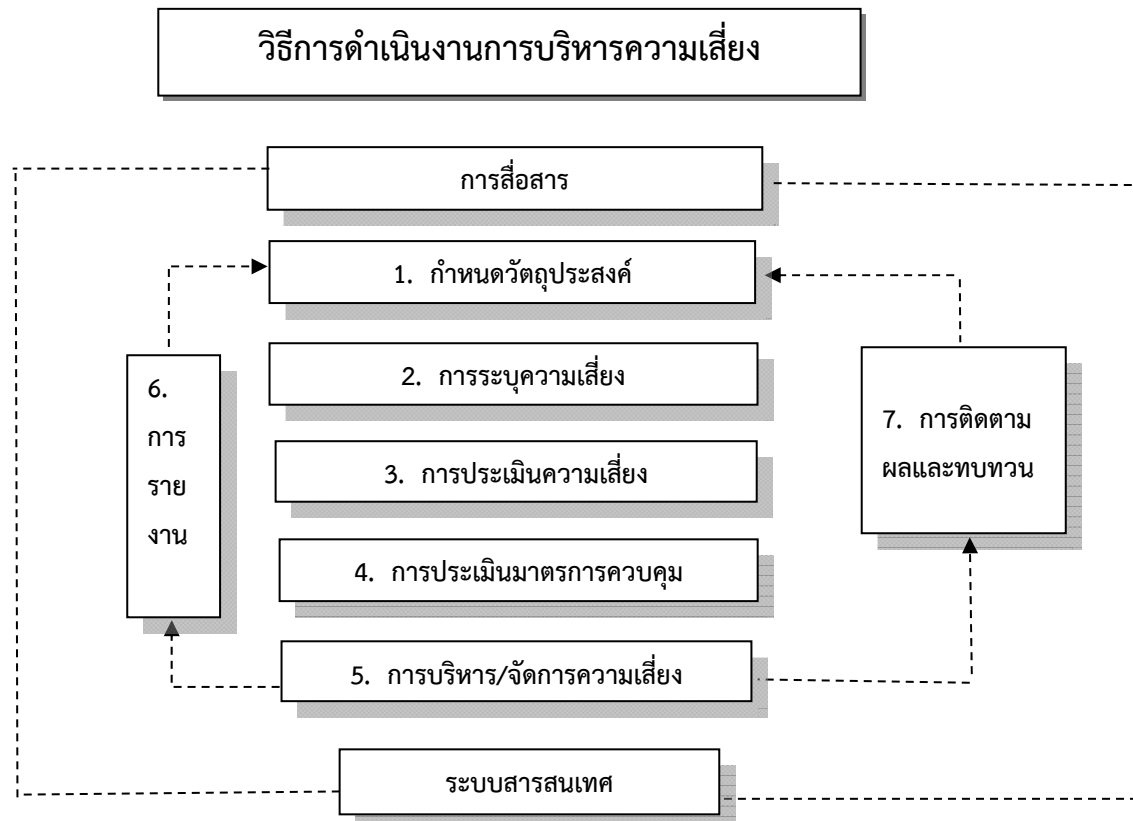 วิธีการดำเนินงานการบริหารความเสี่ยง
การสื่อสาร
1. กำหนดวัตถุประสงค์
2. การระบุความเสี่ยง
3. การประเมินความเสี่ยง
4. การประเมินมาตรการควบคุม
5. การบริหาร/จัดการความเสี่ยง
6.
การ
ราย
งาน
7. การติดตาม
ผลและทบทวน
ระบบสารสนเทศ